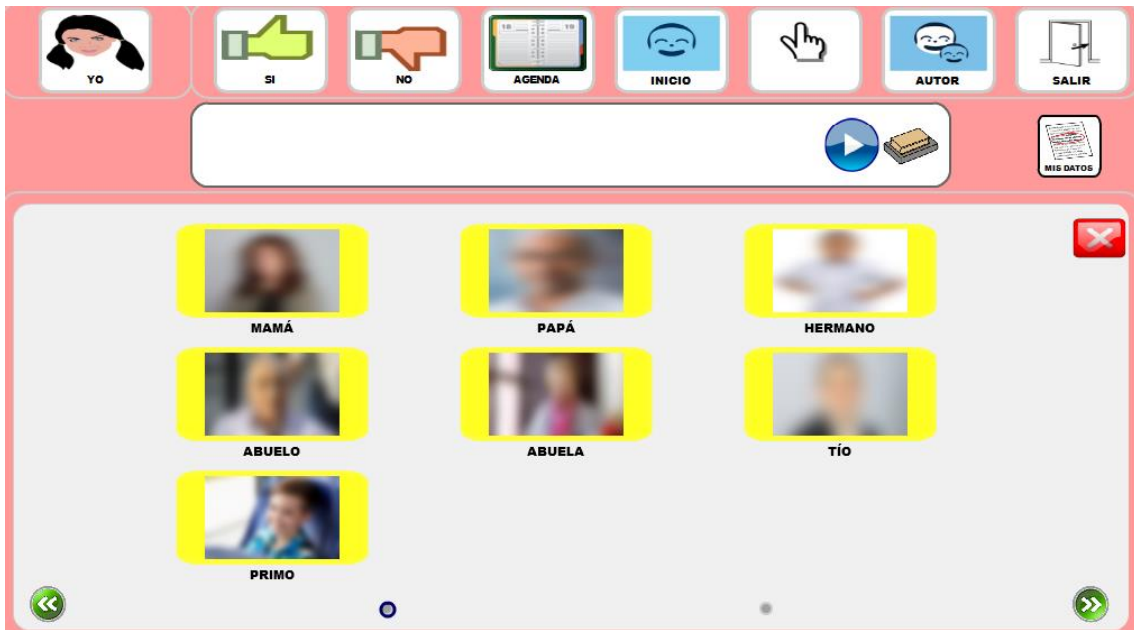 YO
SI
NO
AGENDA
INICIO
AUTOR
SALIR
MIS DATOS
MAMÁ
PAPÁ
HERMANO
ABUELO
ABUELA
TÍO
PRIMO